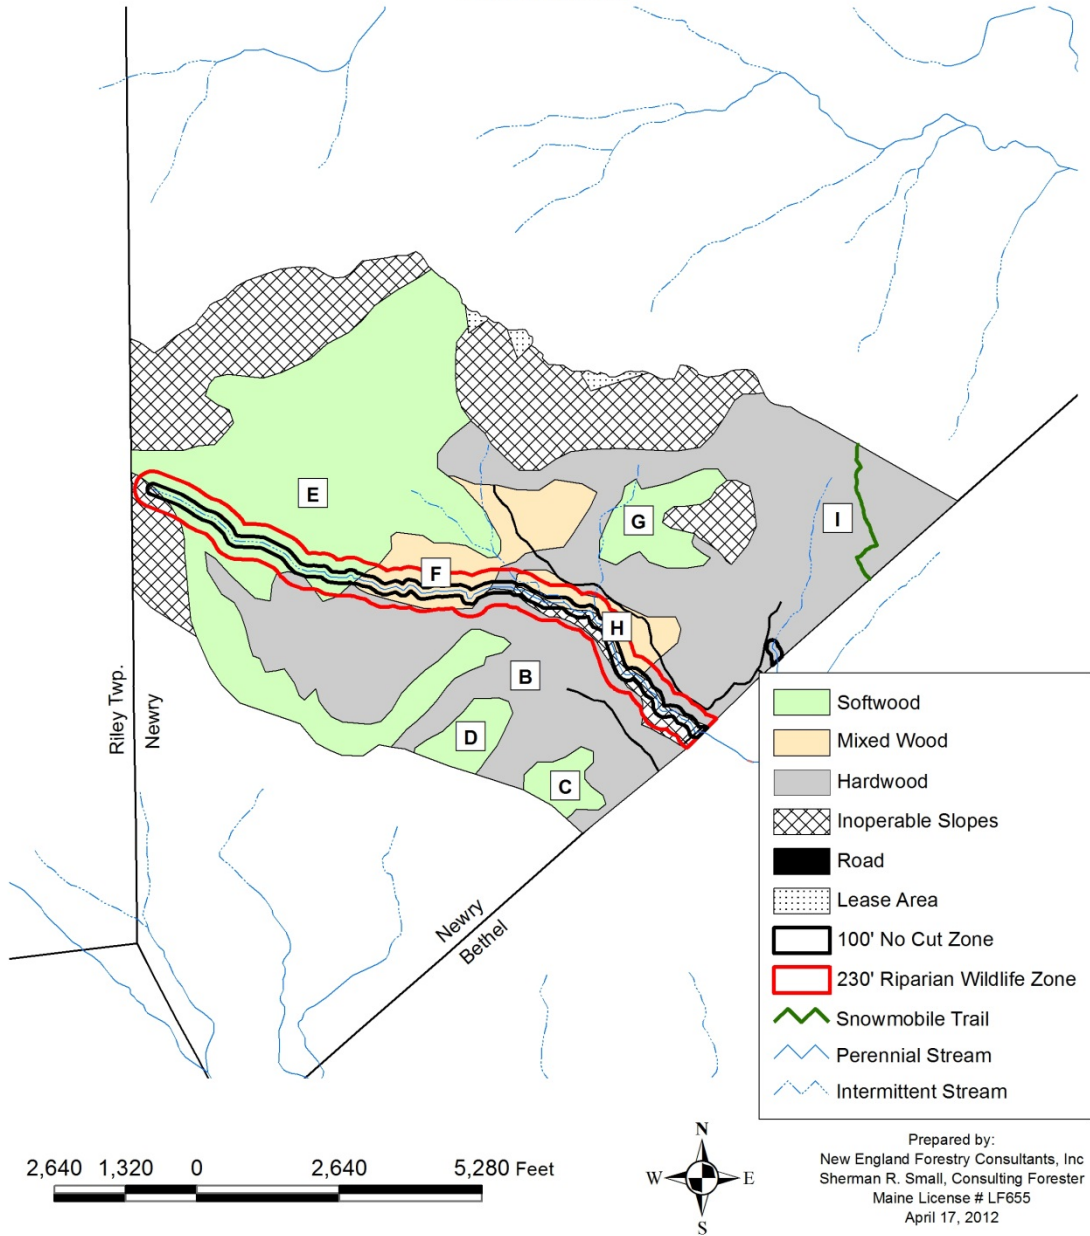 E
G
I
F
H
B
D
C
Riley Twp.
Newry
Newry
Bethel
Softwood
Mixed Wood
Hardwood
Inoperable Slopes
Road
Lease Area
100' No Cut Zone
230' Riparian Wildlife Zone
Snowmobile Trail
Perennial Stream
Intermittent Stream
2,640 1,320 0 2,640 5,280 Feet
N
W E
S
Prepared by:
New England Forestry Consultants, Inc
Sherman R. Small, Consulting Forester
Maine License # LF655
April 17, 2012